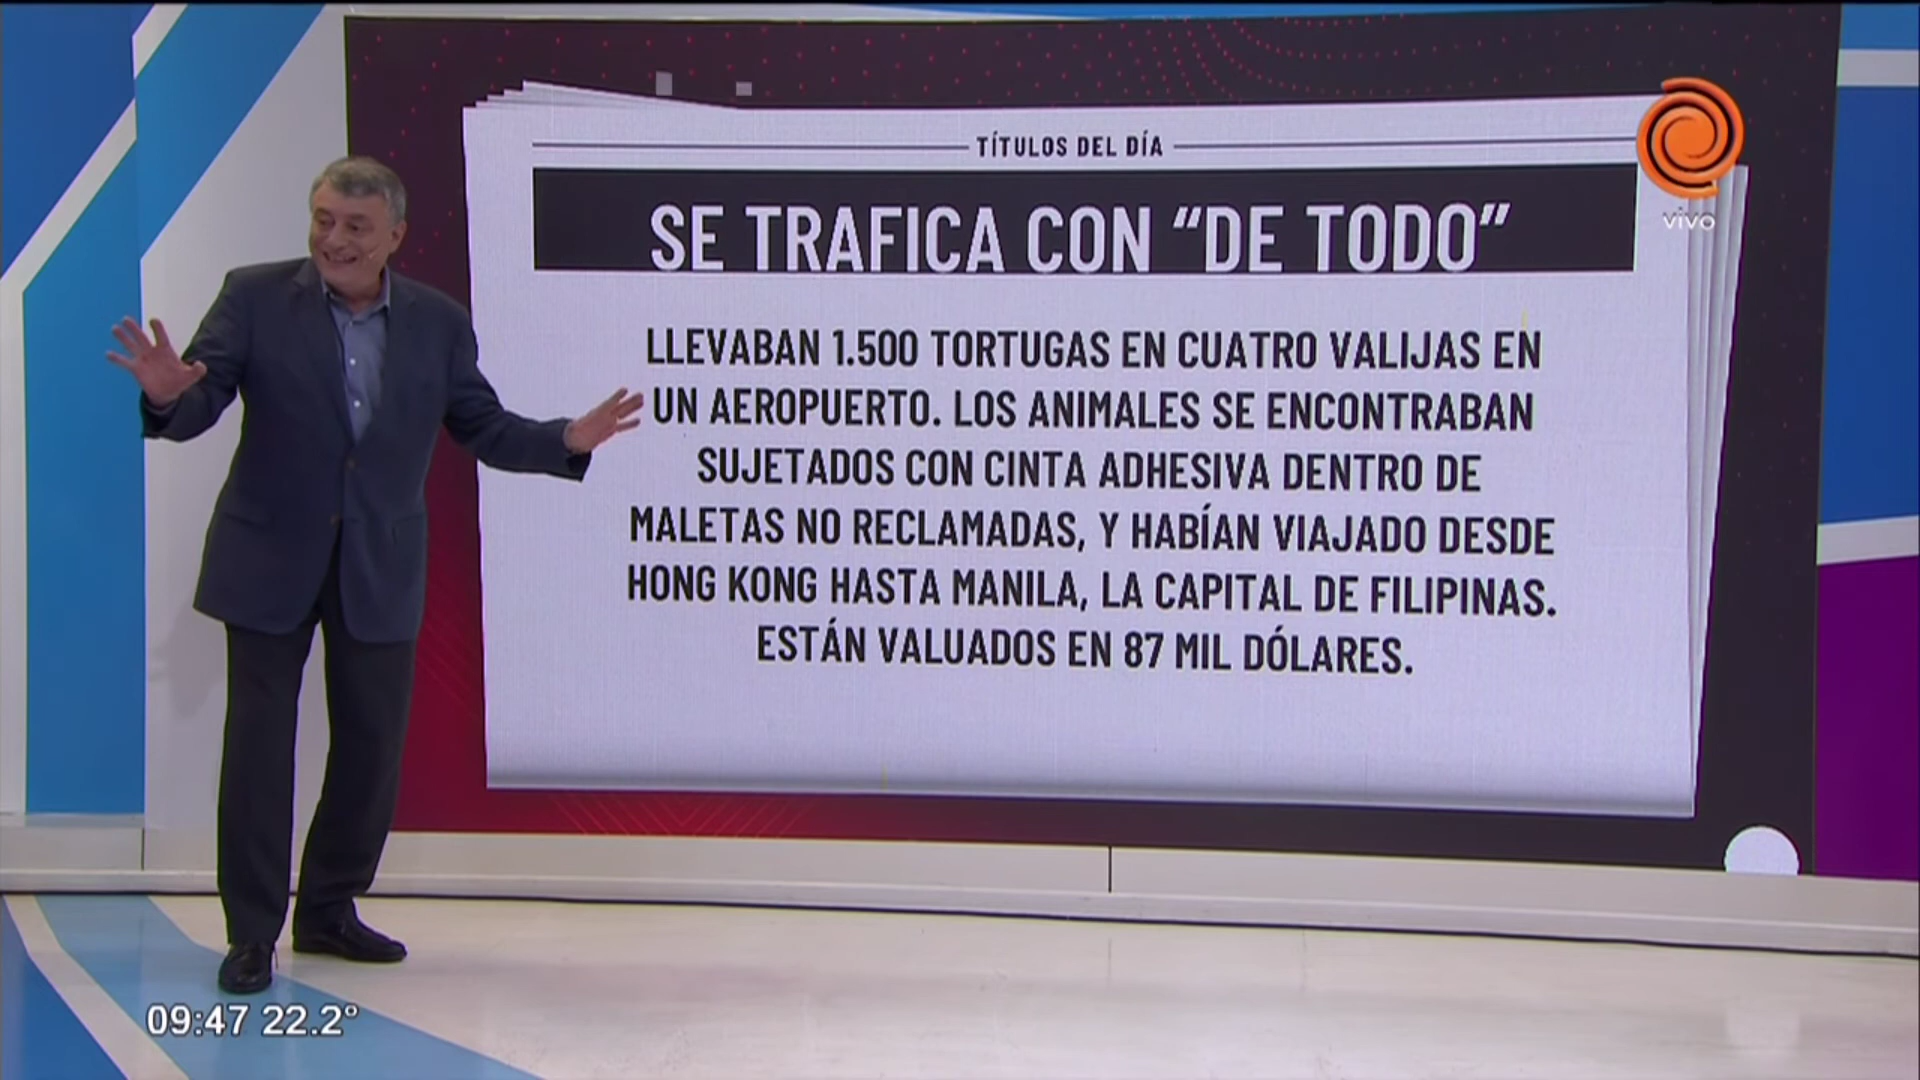 TÍTULOS DEL DÍA
SE TRAFICA CON “DE TODO”
vivo
LLEVABAN 1.500 TORTUGAS EN CUATRO VALIJAS EN
UN AEROPUERTO. LOS ANIMALES SE ENCONTRABAN
SUJETADOS CON CINTA ADHESIVA DENTRO DE
MALETAS NO RECLAMADAS, Y HABÍAN VIAJADO DESDE
HONG KONG HASTA MANILA, LA CAPITAL DE FILIPINAS.
ESTÁN VALUADOS EN 87 MIL DÓLARES.
09:47 22.2°